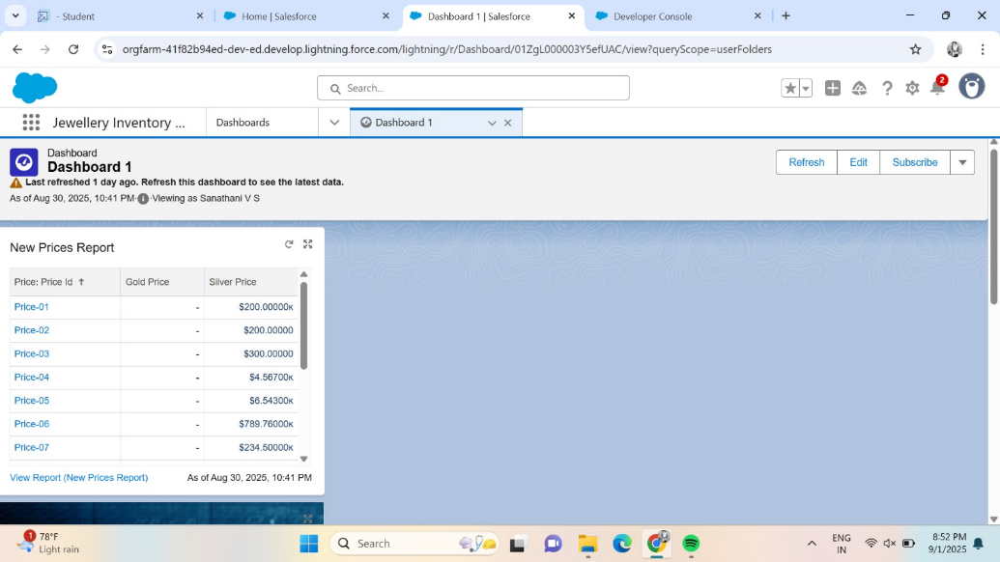 - Student
Home | Salesforce
Dashboard 1 | Salesforce
Developer Console
orgfarm-41f82b94ed-dev-ed.develop.lightning.force.com/lightning/r/Dashboard/01ZgL000003Y5efUAC/view?queryScope=userFolders
Search...
2
Jewellery Inventory ...
Dashboards
Dashboard 1
Dashboard
Dashboard 1
Refresh
Edit
Subscribe
Last refreshed 1 day ago. Refresh this dashboard to see the latest data.
As of Aug 30, 2025, 10:41 PM·Viewing as Sanathani V S
New Prices Report
Price: Price Id ↑ Gold Price Silver Price
Price-01 - $200.00000K
Price-02 - $200.00000
Price-03 - $300.00000
Price-04 - $4.56700K
Price-05 - $6.54300K
Price-06 - $789.76000K
Price-07 - $234.50000K
View Report (New Prices Report) As of Aug 30, 2025, 10:41 PM
1
78°F
Light rain
Search
ENG
IN
8:52 PM
9/1/2025